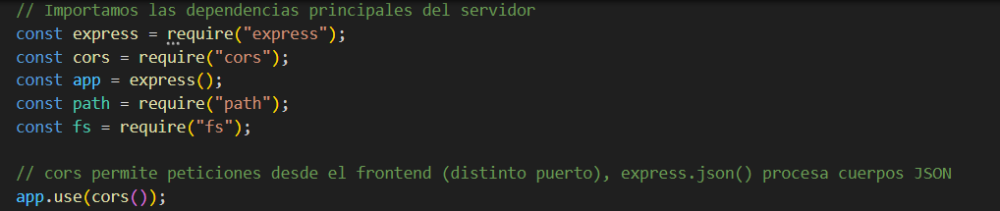 // Importamos las dependencias principales del servidor
const express = require("express");
const cors = require("cors");
const app = express();
const path = require("path");
const fs = require("fs");
// cors permite peticiones desde el frontend (distinto puerto), express.json() procesa cuerpos JSON
app.use(cors());